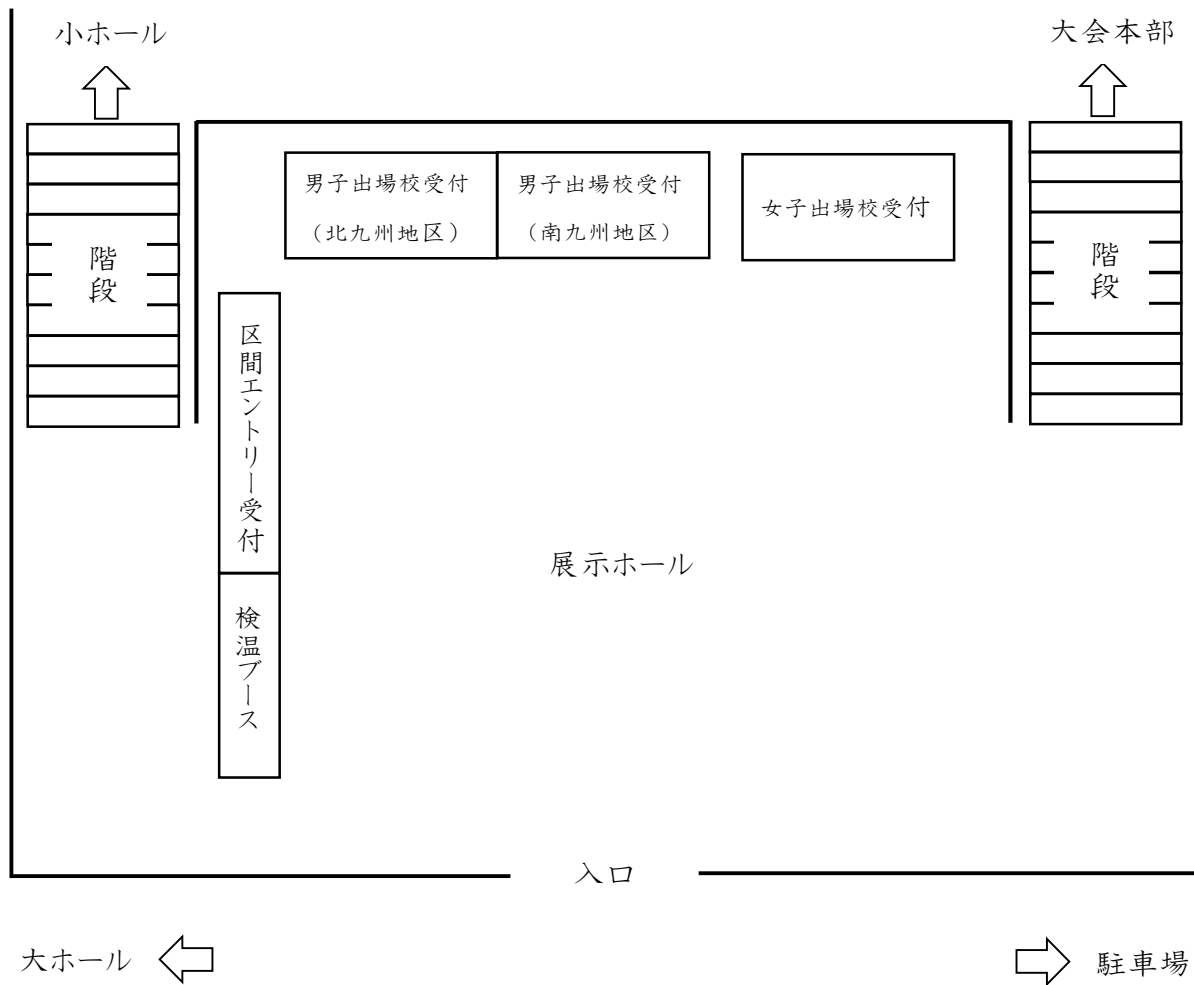 小ホール
大会本部
男子出場校受付
(北九州地区)
男子出場校受付
(南九州地区)
女子出場校受付
階段
階段
区間エントリー受付
展示ホール
検温ブース
入口
大ホール
駐車場